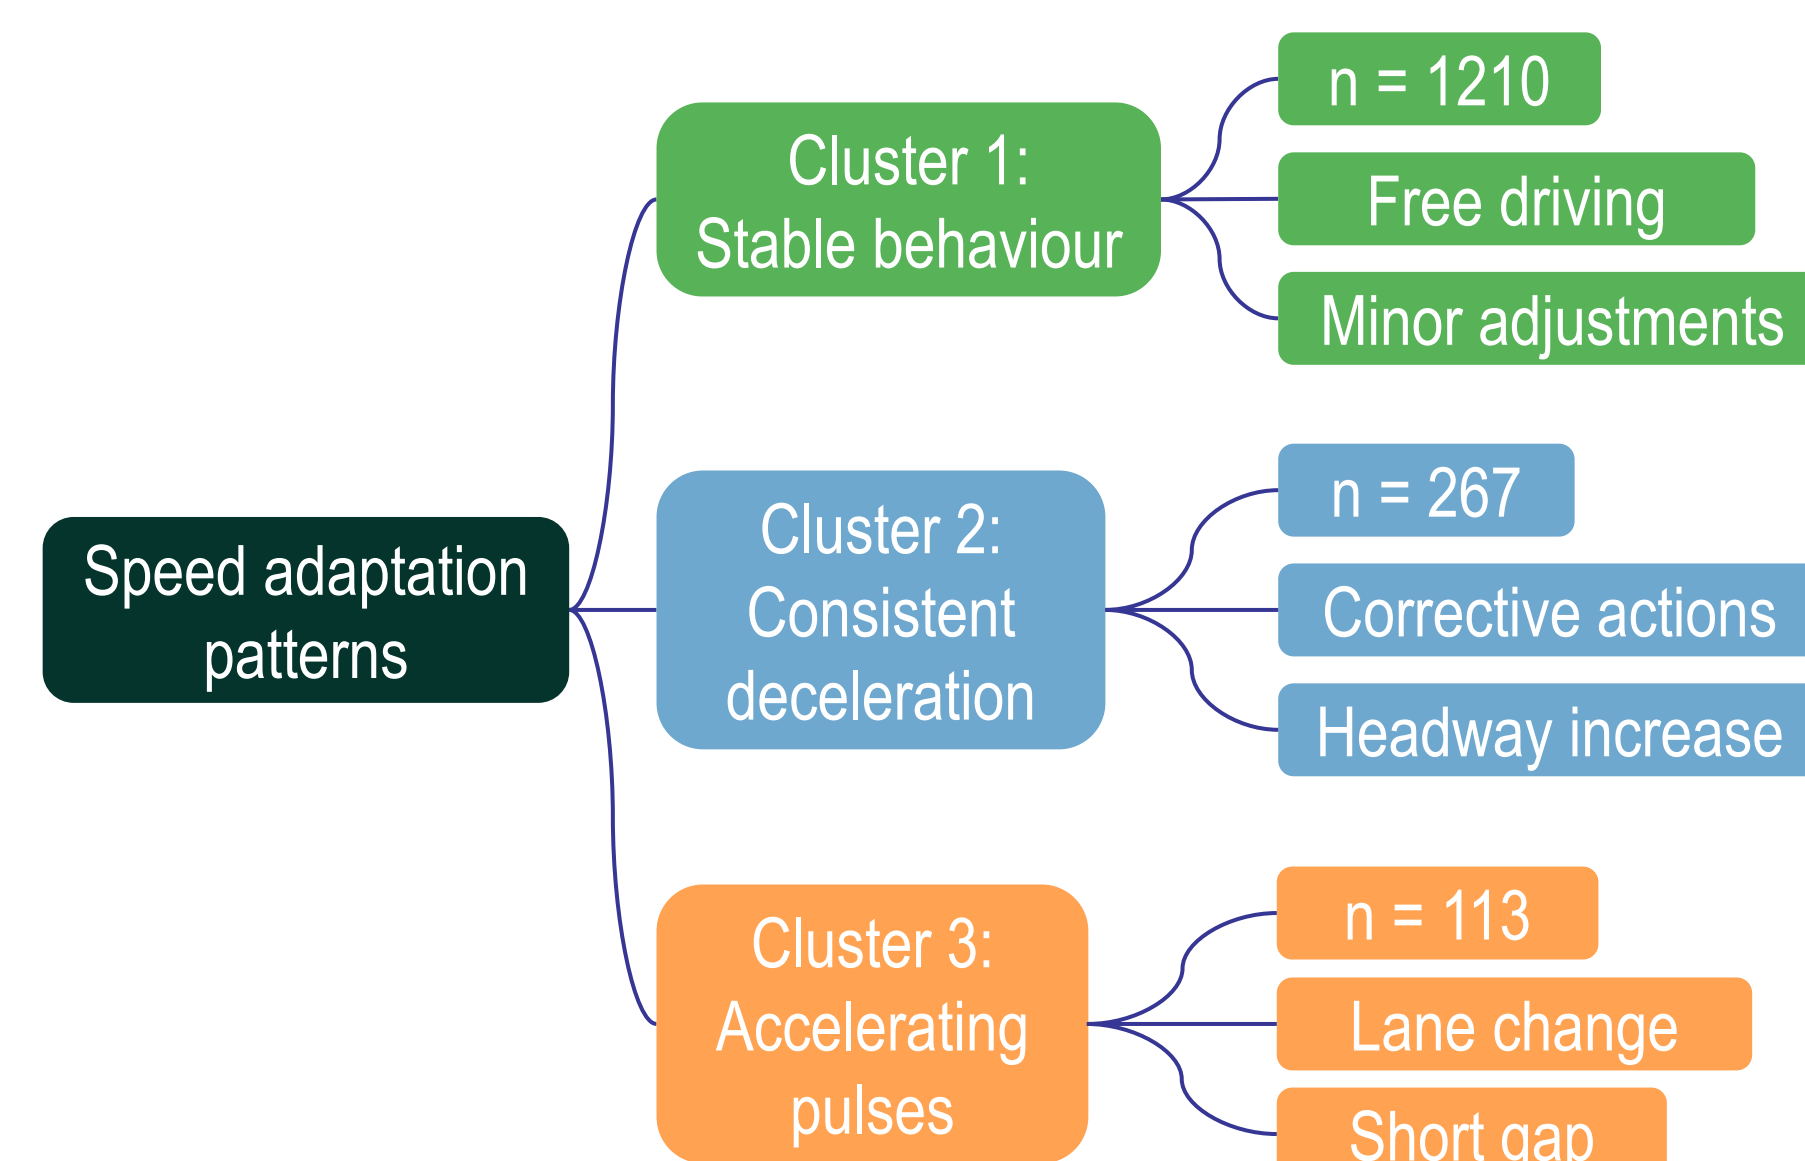 Speed adaptation
patterns
Cluster 1:
Stable behaviour
n = 1210
Free driving
Minor adjustments
Cluster 2:
Consistent
deceleration
n = 267
Corrective actions
Headway increase
Cluster 3:
Accelerating
pulses
n = 113
Lane change
Short gap